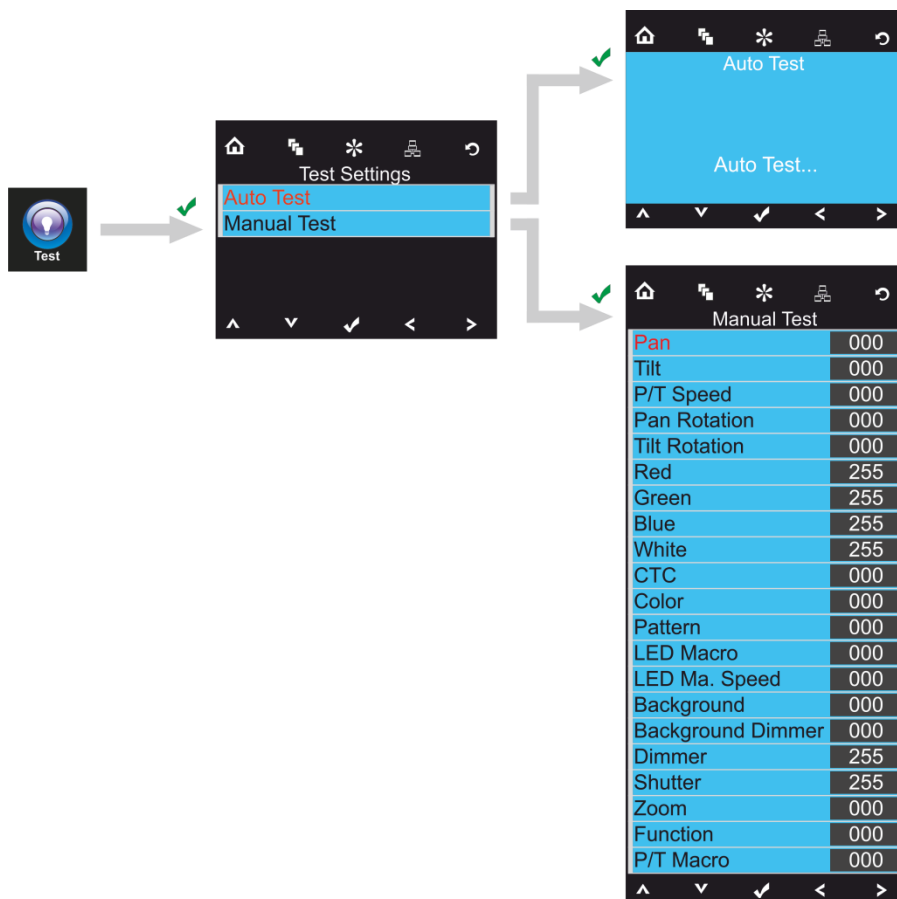 Test
Test Settings
Auto Test
Manual Test
Auto Test
Auto Test...
Manual Test
Pan 000
Tilt 000
P/T Speed 000
Pan Rotation 000
Tilt Rotation 000
Red 255
Green 255
Blue 255
White 255
CTC 000
Color 000
Pattern 000
LED Macro 000
LED Ma. Speed 000
Background 000
Background Dimmer 000
Dimmer 255
Shutter 255
Zoom 000
Function 000
P/T Macro 000